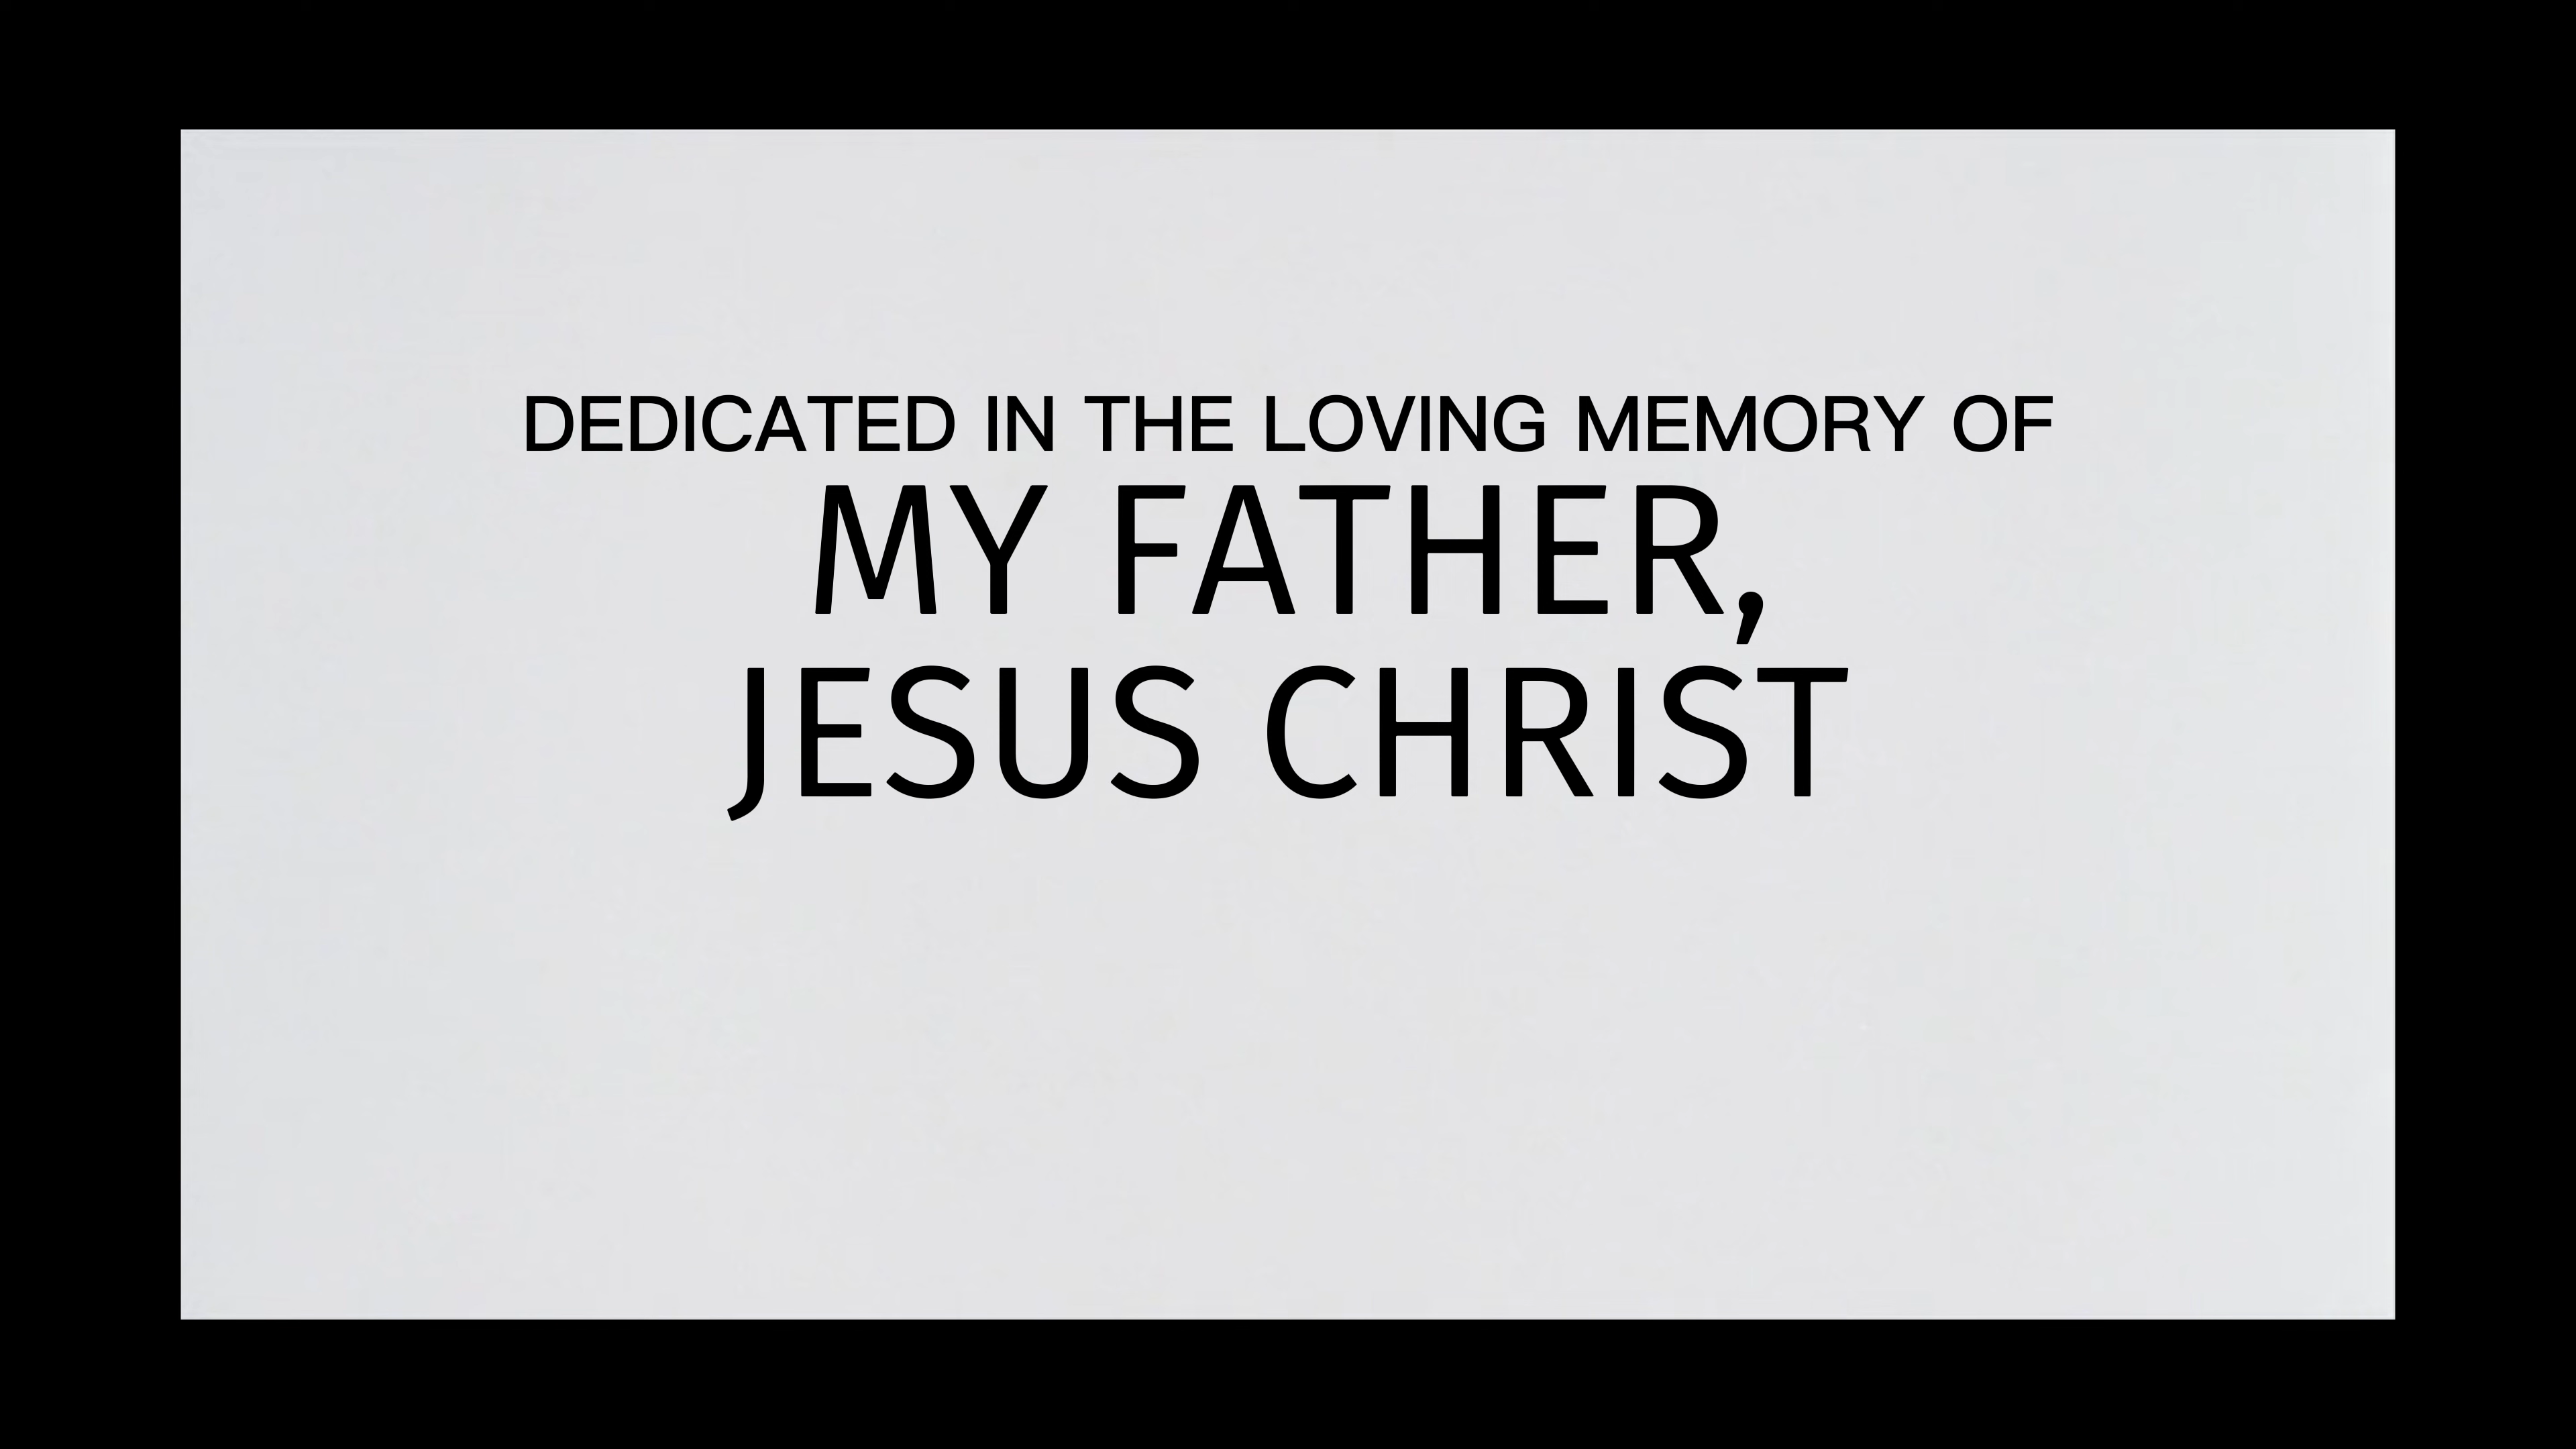 DEDICATED IN THE LOVING MEMORY OF
MY FATHER,
JESUS CHRIST